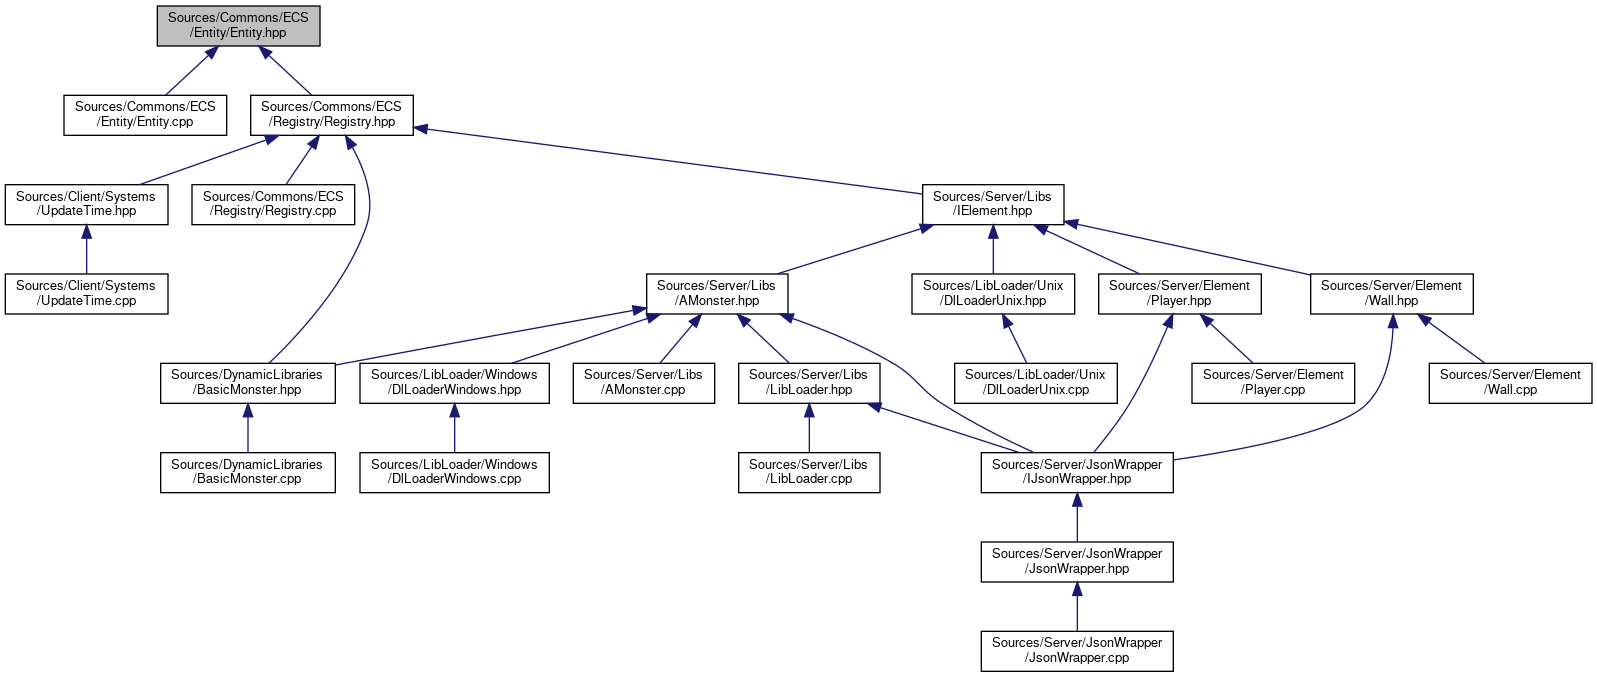 Sources/Commons/ECS
/Entity/Entity.hpp
Sources/Commons/ECS
/Entity/Entity.cpp
Sources/Commons/ECS
/Registry/Registry.hpp
Sources/Client/Systems
/UpdateTime.hpp
Sources/Commons/ECS
/Registry/Registry.cpp
Sources/Server/Libs
/IElement.hpp
Sources/Client/Systems
/UpdateTime.cpp
Sources/Server/Libs
/AMonster.hpp
Sources/LibLoader/Unix
/DlLoaderUnix.hpp
Sources/Server/Element
/Player.hpp
Sources/Server/Element
/Wall.hpp
Sources/DynamicLibraries
/BasicMonster.hpp
Sources/LibLoader/Windows
/DlLoaderWindows.hpp
Sources/Server/Libs
/AMonster.cpp
Sources/Server/Libs
/LibLoader.hpp
Sources/LibLoader/Unix
/DlLoaderUnix.cpp
Sources/Server/Element
/Player.cpp
Sources/Server/Element
/Wall.cpp
Sources/DynamicLibraries
/BasicMonster.cpp
Sources/LibLoader/Windows
/DlLoaderWindows.cpp
Sources/Server/Libs
/LibLoader.cpp
Sources/Server/JsonWrapper
/IJsonWrapper.hpp
Sources/Server/JsonWrapper
/JsonWrapper.hpp
Sources/Server/JsonWrapper
/JsonWrapper.cpp